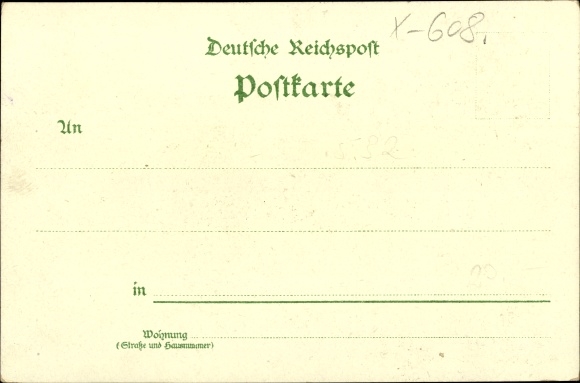 X-608.
Deutsche Reichspost
Postkarte
An
in
Wohnung
(Straße und Hausnummer)